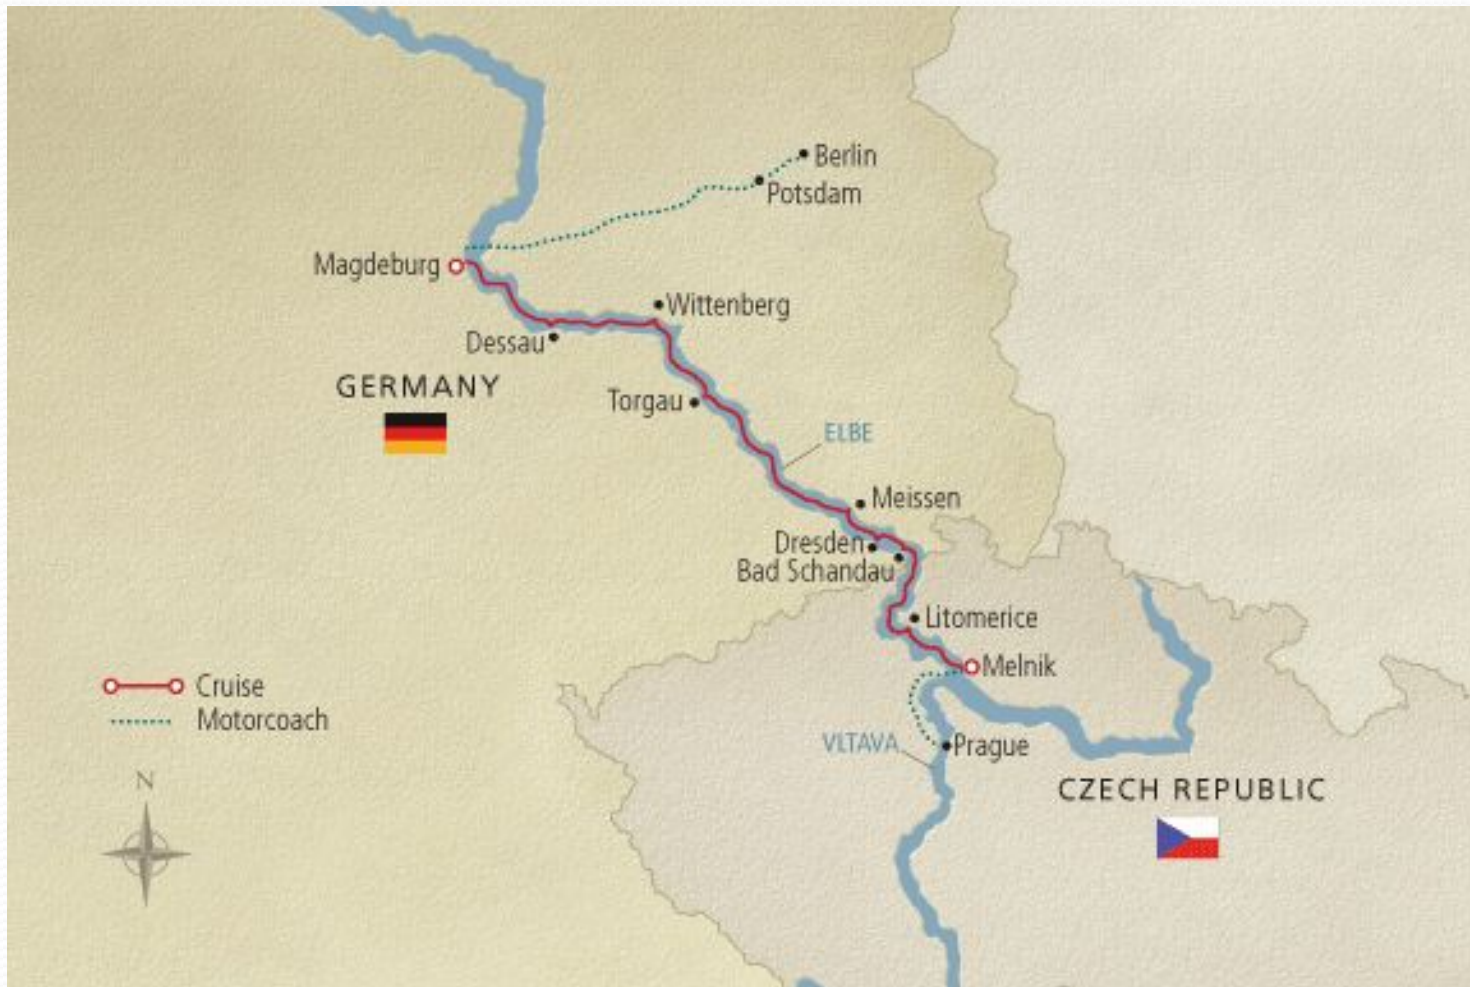 Berlin
Potsdam
Magdeburg
Wittenberg
Dessau
GERMANY
Torgau
ELBE
Meissen
Dresden
Bad Schandau
Litomerice
Melnik
Cruise
Motorcoach
VLTAVA
Prague
N
CZECH REPUBLIC